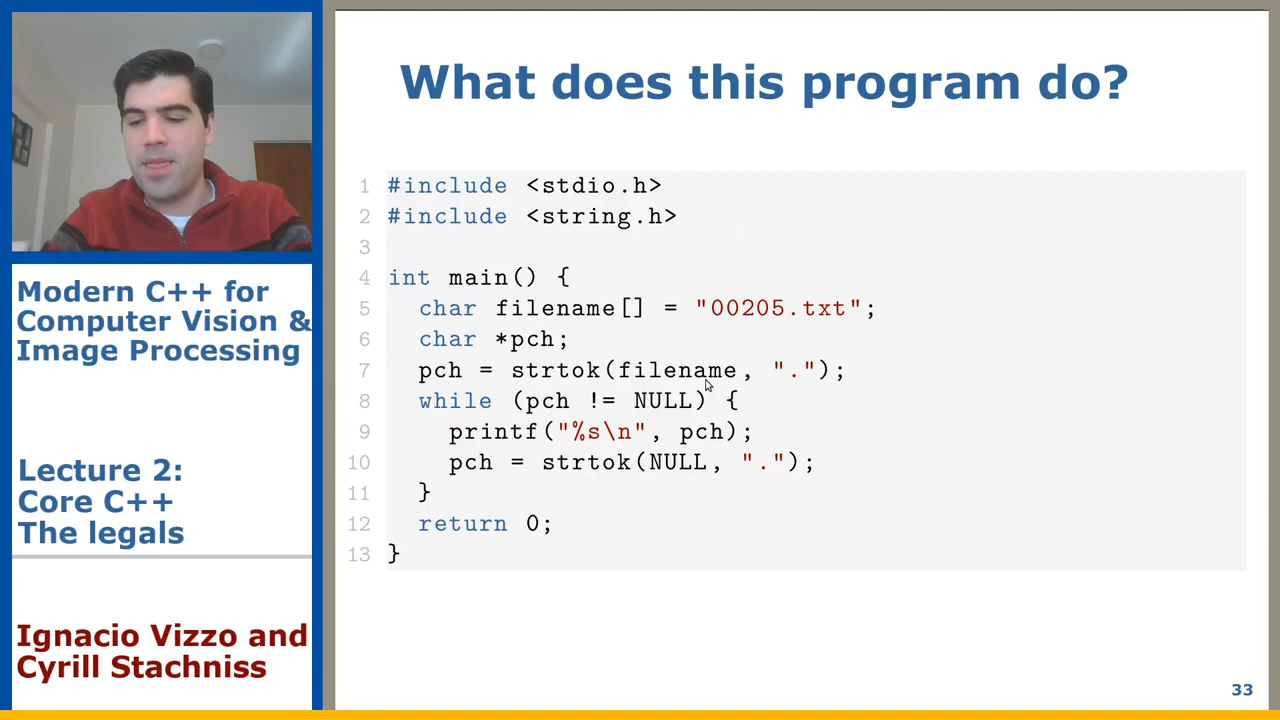 Modern C++ for
Computer Vision &
Image Processing
Lecture 2:
Core C++
The legals
Ignacio Vizzo and
Cyrill Stachniss
What does this program do?
1 #include <stdio.h>
2 #include <string.h>
3
4 int main() {
5   char filename[] = "00205.txt";
6   char *pch;
7   pch = strtok(filename, ".");
8   while (pch != NULL) {
9     printf("%s\n", pch);
10     pch = strtok(NULL, ".");
11   }
12   return 0;
13 }
33